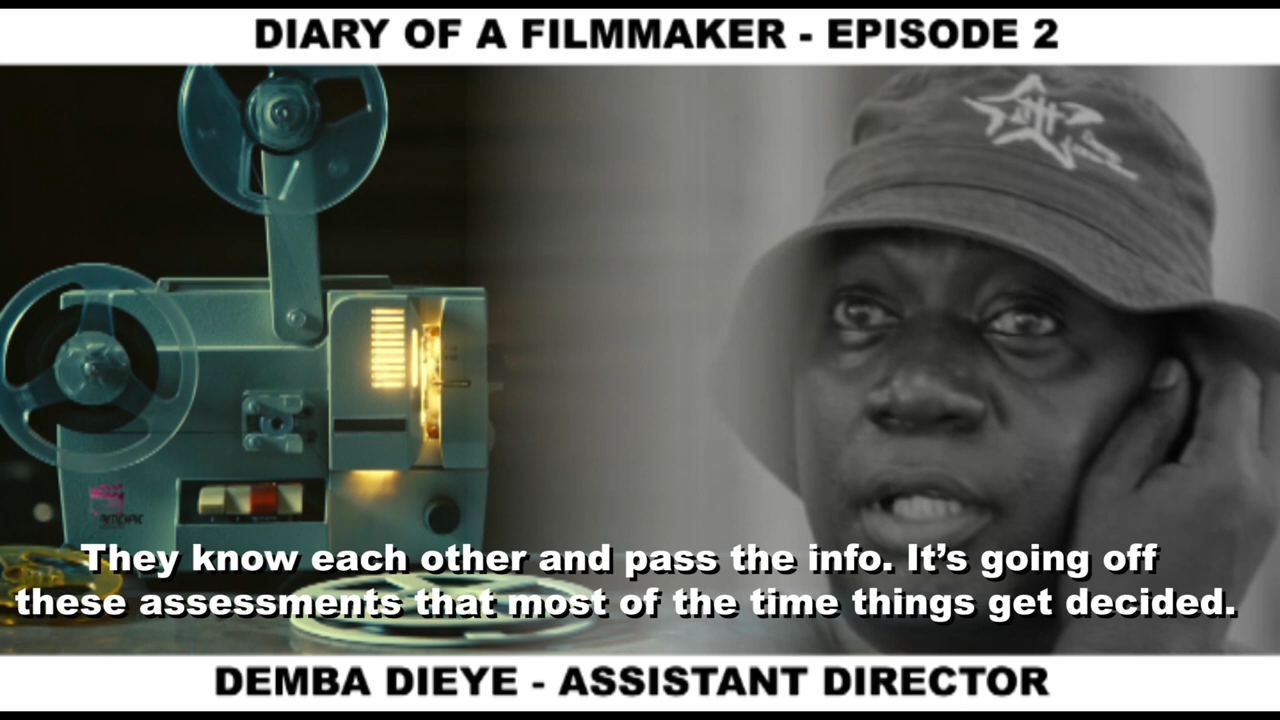 DIARY OF A FILMMAKER - EPISODE 2
They know each other and pass the info. It’s going off
these assessments that most of the time things get decided.
DEMBA DIEYE - ASSISTANT DIRECTOR